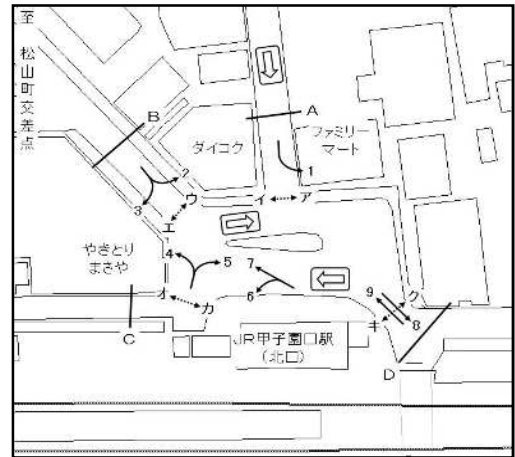 至
松山町交差点
B
A
ダイコク
ファミリー
マート
1
2
3
ウ
イ
ア
エ
やきとり
まさや
4
5
7
6
オ
カ
9
8
ク
キ
JR甲子園口駅
(北口)
C
D